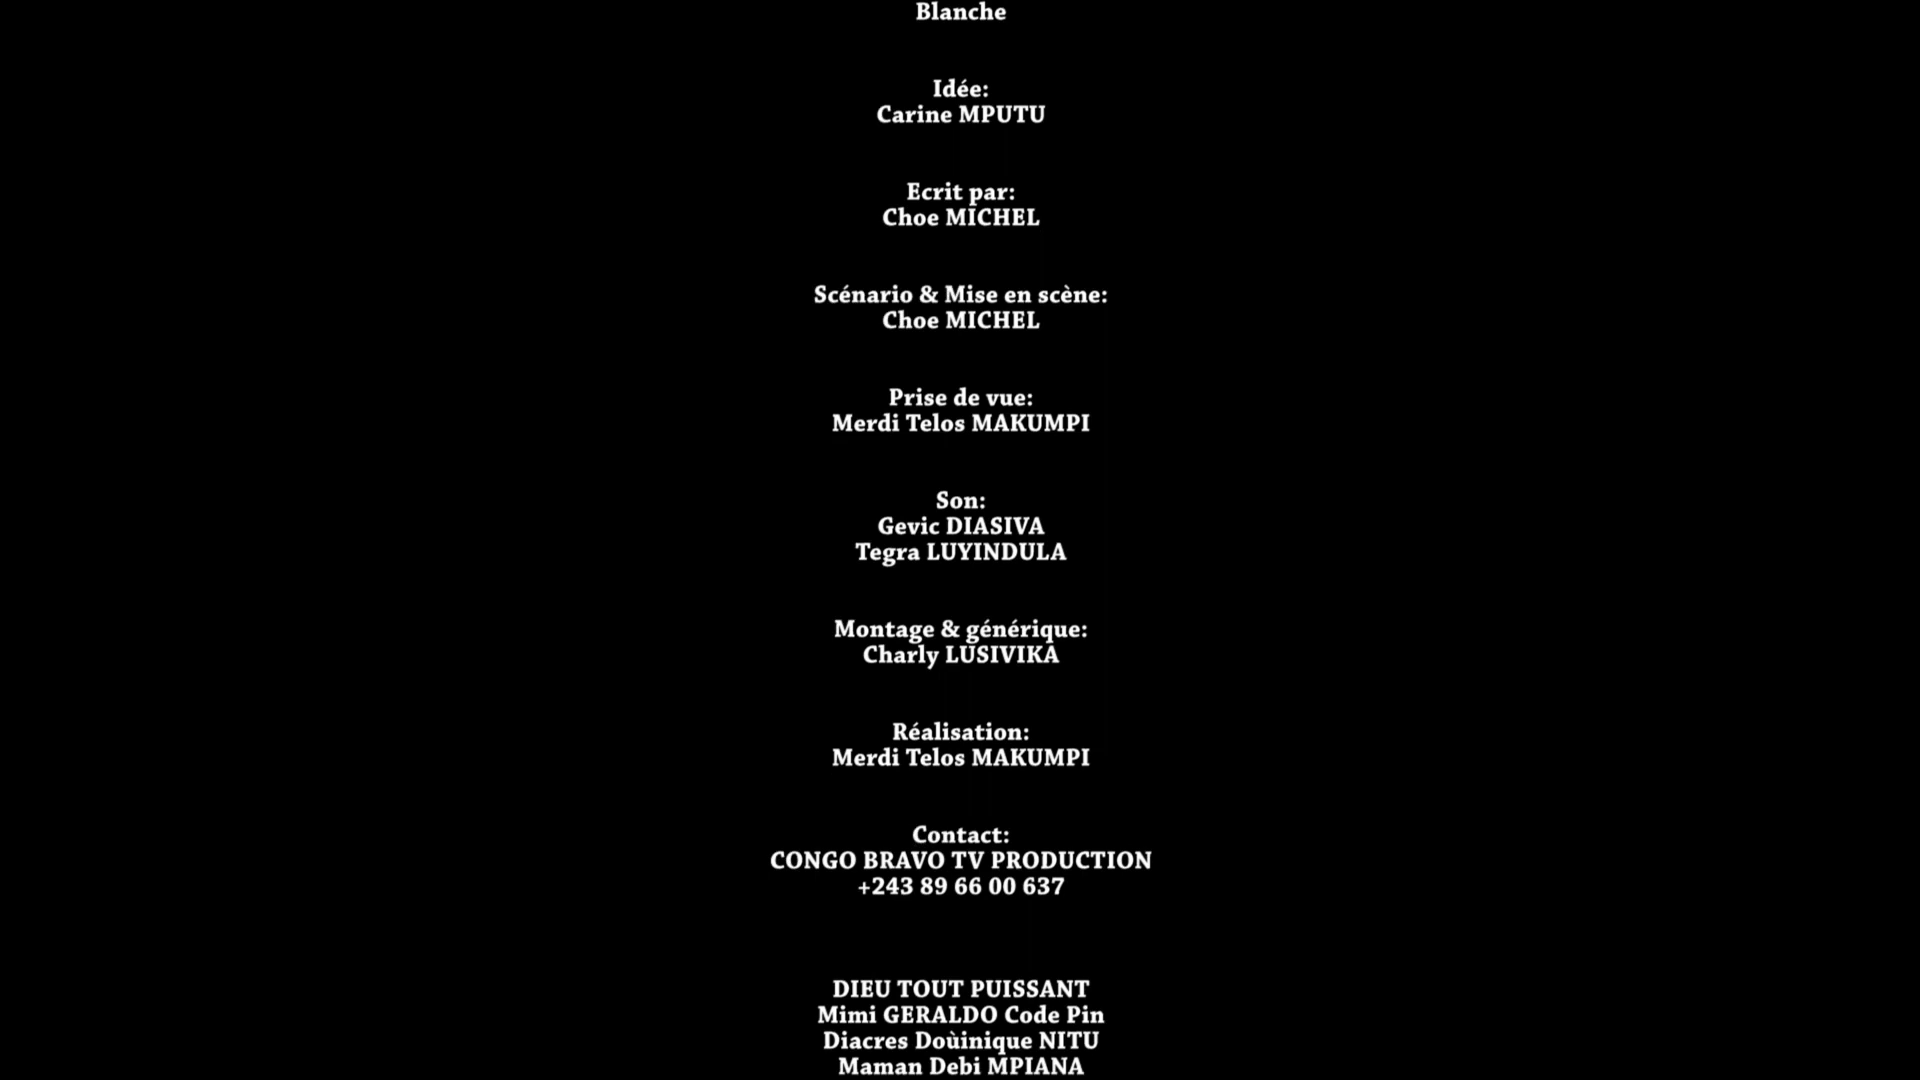 Blanche
Idée:
Carine MPUTU
Ecrit par:
Choe MICHEL
Scénario & Mise en scène:
Choe MICHEL
Prise de vue:
Merdi Telos MAKUMPI
Son:
Gevic DIASIVA
Tegra LUYINDULA
Montage & générique:
Charly LUSIVIKA
Réalisation:
Merdi Telos MAKUMPI
Contact:
CONGO BRAVO TV PRODUCTION
+243 89 66 00 637
DIEU TOUT PUISSANT
Mimi GERALDO Code Pin
Diacres Doùinique NITU
Maman Debi MPIANA